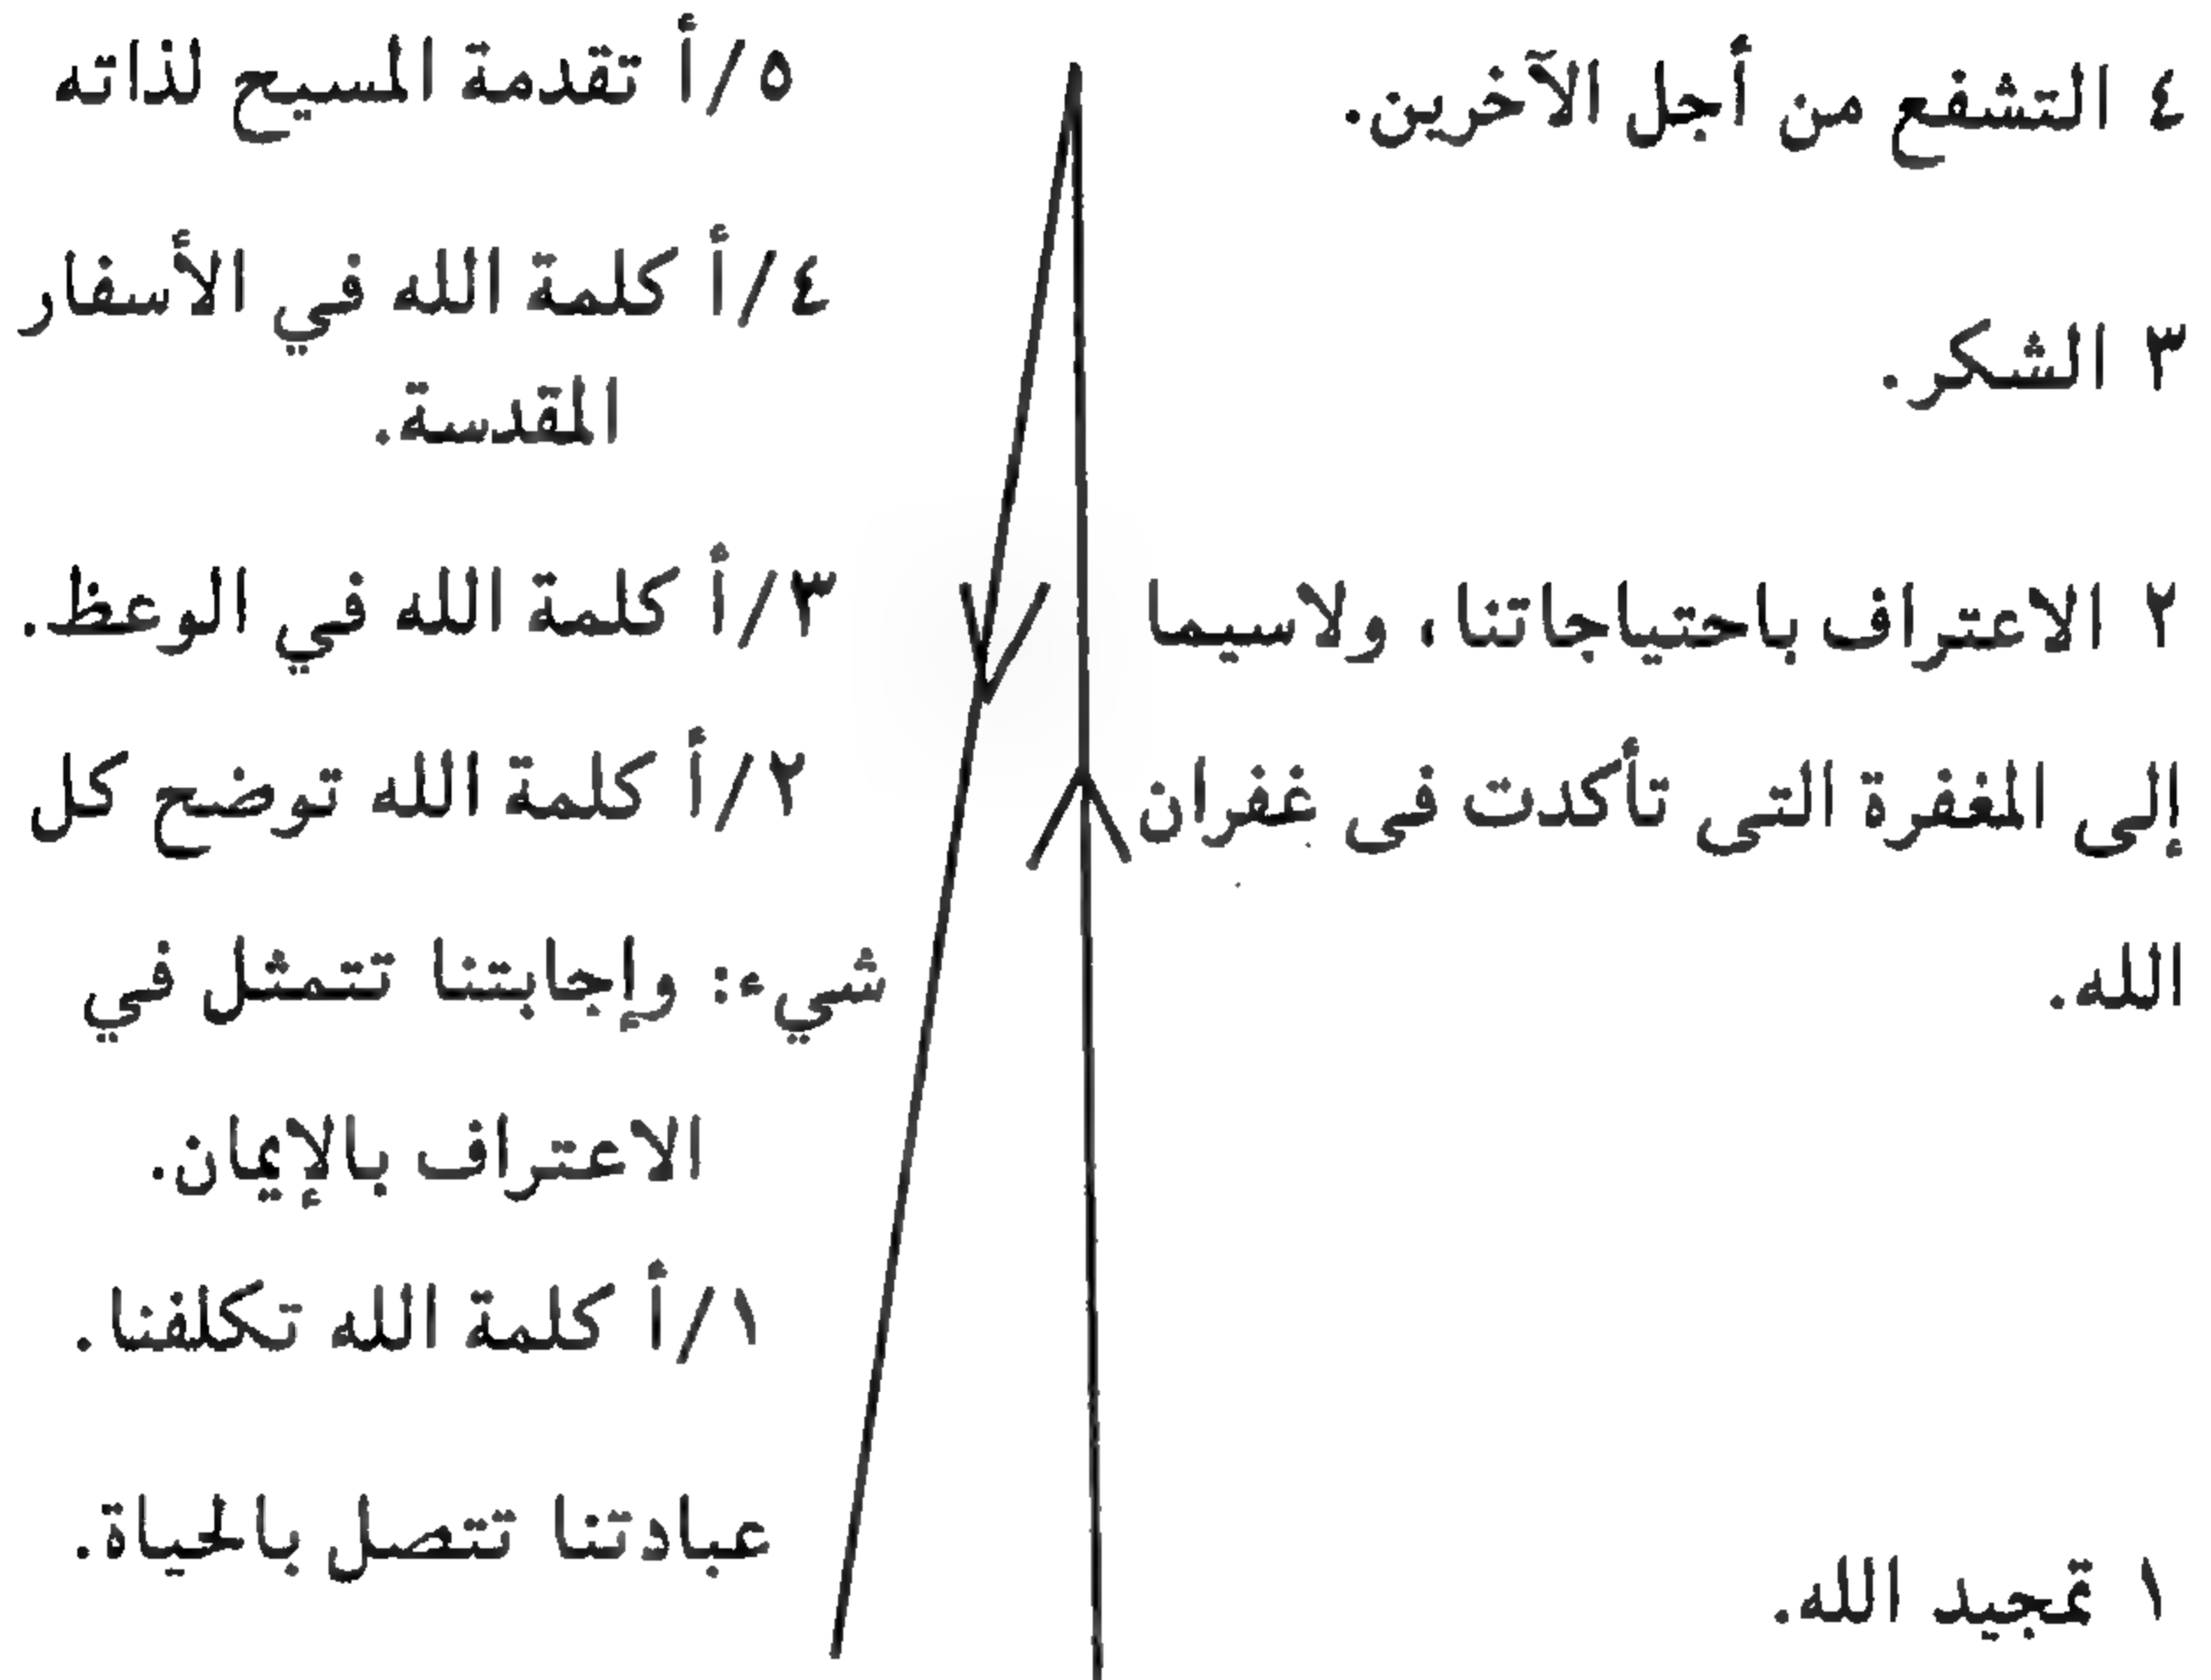 ٤ التشفع من أجل الآخرين.
٣ الشكر.
٢ الاعتراف باحتياجاتنا، ولاسيما
إلى المغفرة التى تأكدت فى غفران
الله.
١ تمجيد الله.
٥/أ تقدمة المسيح لذاته
٤/أ كلمة الله في الأسفار
المقدسة.
٣/أ كلمة الله في الوعظ.
٢/أ كلمة الله توضح كل
شيء: وإجابتنا تتمثل في
الاعتراف بالإيمان.
١/أ كلمة الله تكلفنا.
عبادتنا تتصل بالحياة.